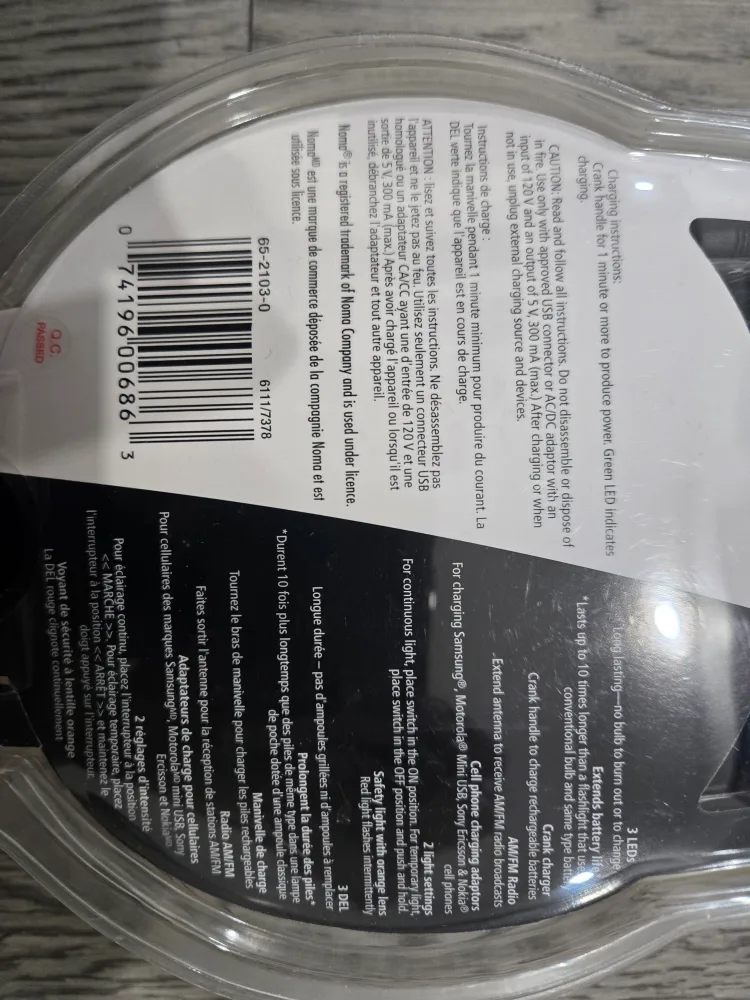 Charging instructions:
Crank handle for 1 minute or more to produce power. Green LED indicates
charging.
CAUTION: Read and follow all instructions. Do not disassemble or dispose of
in fire. Use only with approved USB connector or AC/DC adaptor with an
input of 120 V and an output of 5 V, 300 mA (max.) After charging or when
not in use, unplug external charging source and devices.
Instructions de charge :
Tournez la manivelle pendant 1 minute minimum pour produire du courant. La
DEL verte indique que l'appareil est en cours de charge.
ATTENTION : lisez et suivez toutes les instructions. Ne désassemblez pas
l'appareil et ne le jetez pas au feu. Utilisez seulement un connecteur USB
homologué ou un adaptateur CA/CC ayant une d'entrée de 120 V et une
sortie de 5 V, 300 mA (max.) Après avoir chargé l'appareil ou lorsqu'il est
inutilisé, débranchez l'adaptateur et tout autre appareil.
Noma® is a registered trademark of Noma Company and is used under licence.
Noma MD est une marque de commerce déposée de la compagnie Noma et est
utilisée sous licence.
65-2103-0 6111/7378
0 74196 00686 3
Q.C.
PASSED
3 LEDs
Long lasting—no bulb to burn out or to change
Extends battery
*Lasts up to 10 times longer than a flashlight that
conventional bulb and same type
Crank charger
Crank handle to charge rechargeable batteries
AM/FM Radio
Extend antenna to receive AM/FM radio broadcasts
Cell phone charging adaptors
For charging Samsung®, Motorola® Mini USB, Sony Ericsson & Nokia®
cell phones
2 light settings
For continuous light, place switch in the ON position. For temporary light,
place switch in the OFF position and push and hold.
Safety light with orange lens
Red light flashes intermittently
3 DEL
Longue durée – pas d'ampoules grillées ni d'ampoules à remplacer
Prolongent la durée des piles*
*Durent 10 fois plus longtemps que des piles de même type dans une lampe
de poche dotée d'une ampoule classique
Manivelle de charge
Tournez le bras de manivelle pour charger les piles rechargeables
Radio AM/FM
Faites sortir l'antenne pour la réception de stations AM/FM
Adaptateurs de charge pour cellulaires
Pour cellulaires des marques Samsung MD, Motorola MD mini USB, Sony
Ericsson et Nokia MD
2 réglages d'intensité
Pour éclairage continu, placez l'interrupteur à la position
<< MARCHE >>. Pour éclairage temporaire, placez
l'interrupteur à la position << ARRÊT >> et maintenez le
doigt appuyé sur l'interrupteur.
Voyant de sécurité à lentille orange
La DEL rouge clignote continuellement